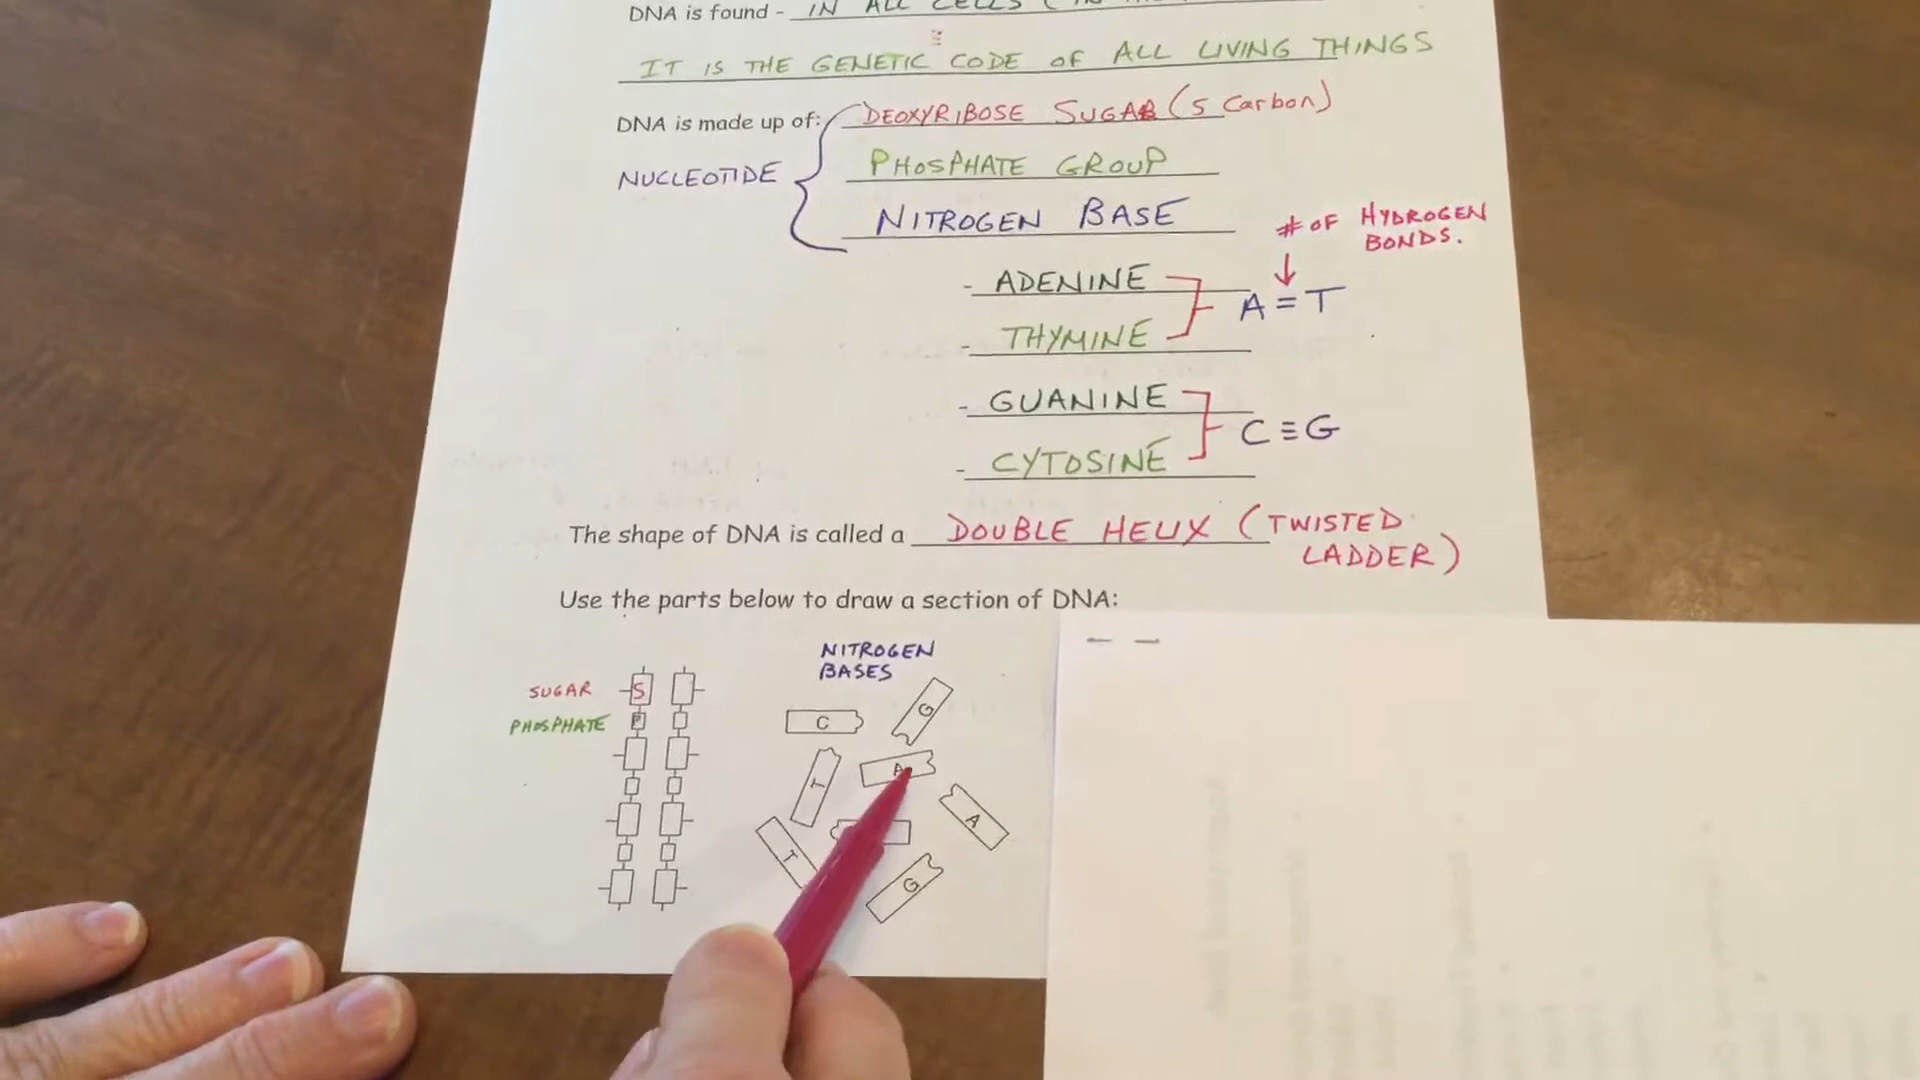 DNA is found - IN ALL CELLS (IN
IT IS THE GENETIC CODE OF ALL LIVING THINGS
DNA is made up of: DEOXYRIBOSE SUGAR (5 Carbon)
NUCLEOTIDE
PHOSPHATE GROUP
NITROGEN BASE
# OF HYDROGEN
BONDS.
- ADENINE
A = T
- THYMINE
- GUANINE
C ≡ G
- CYTOSINE
The shape of DNA is called a DOUBLE HELIX (TWISTED
LADDER)
Use the parts below to draw a section of DNA:
NITROGEN
BASES
SUGAR S
PHOSPHATE P
C
G
T
A
A
T
G